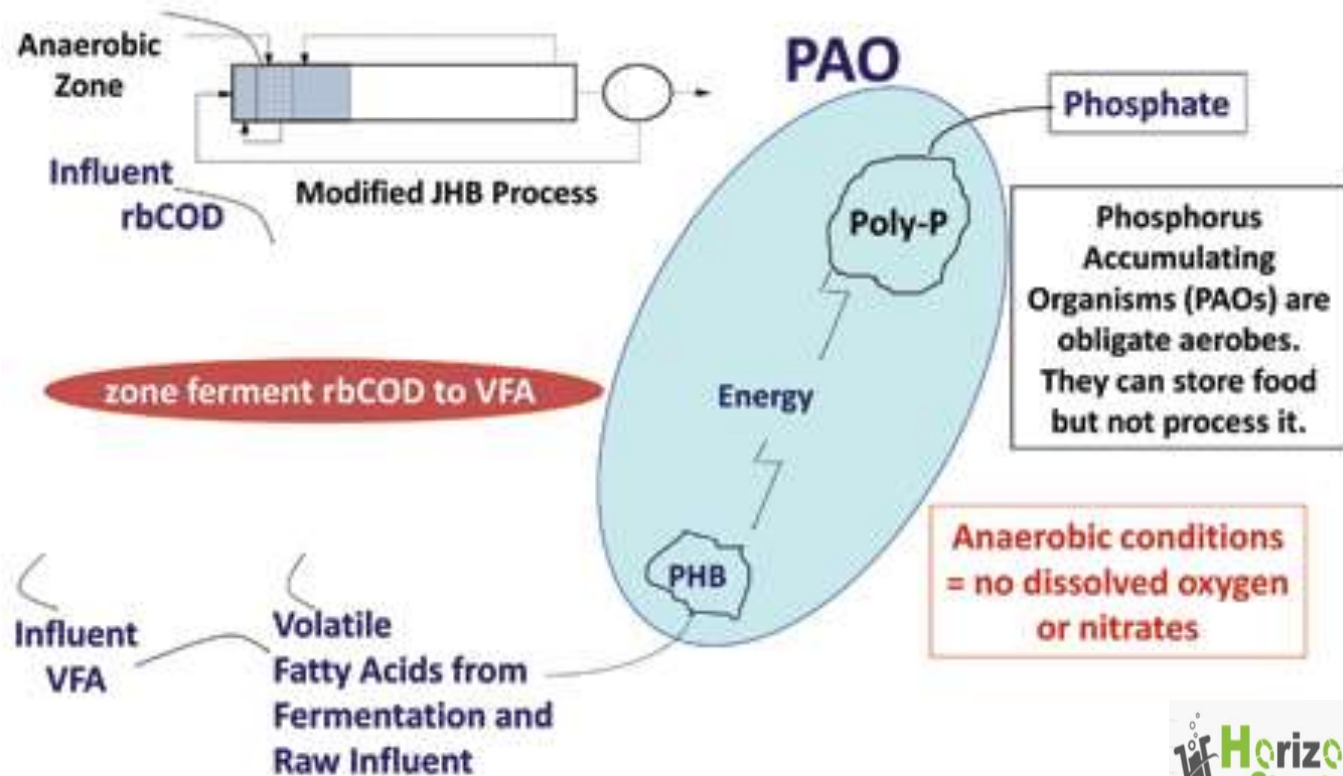 Anaerobic
Zone
PAO
Phosphate
Influent
rbCOD
Modified JHB Process
Poly-P
Phosphorus
Accumulating
Organisms (PAOs) are
obligate aerobes.
They can store food
but not process it.
zone ferment rbCOD to VFA
Energy
PHB
Anaerobic conditions
= no dissolved oxygen
or nitrates
Influent
VFA
Volatile
Fatty Acids from
Fermentation and
Raw Influent